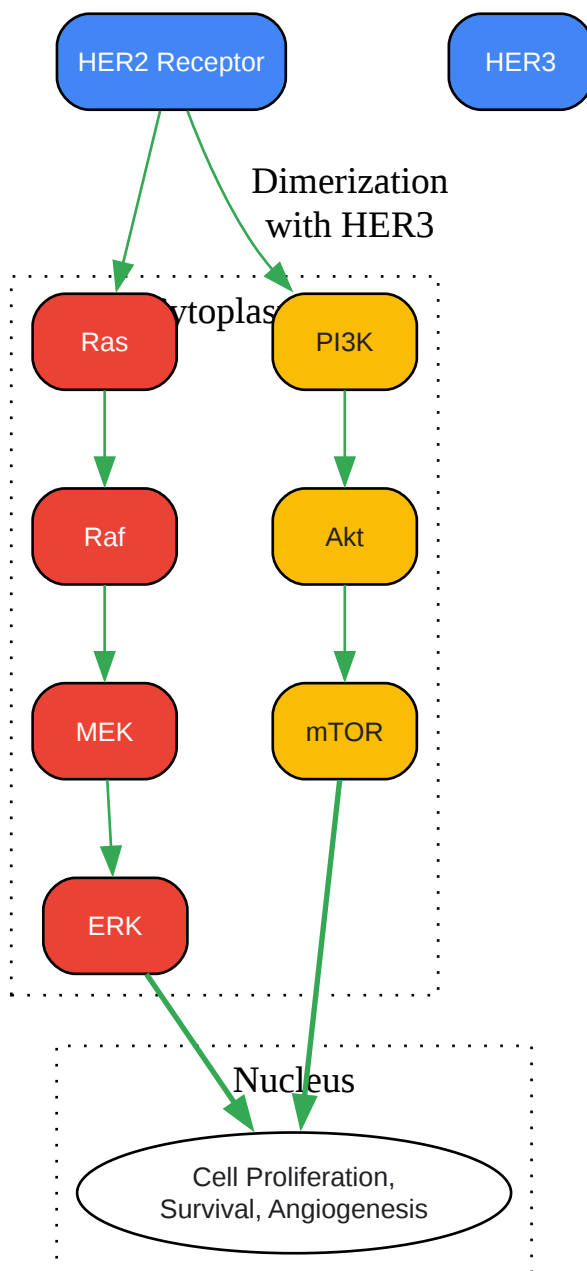 HER2 Receptor
HER3
Dimerization
with HER3
Ras
PI3K
Raf
Akt
MEK
mTOR
ERK
Nucleus
Cell Proliferation,
Survival, Angiogenesis